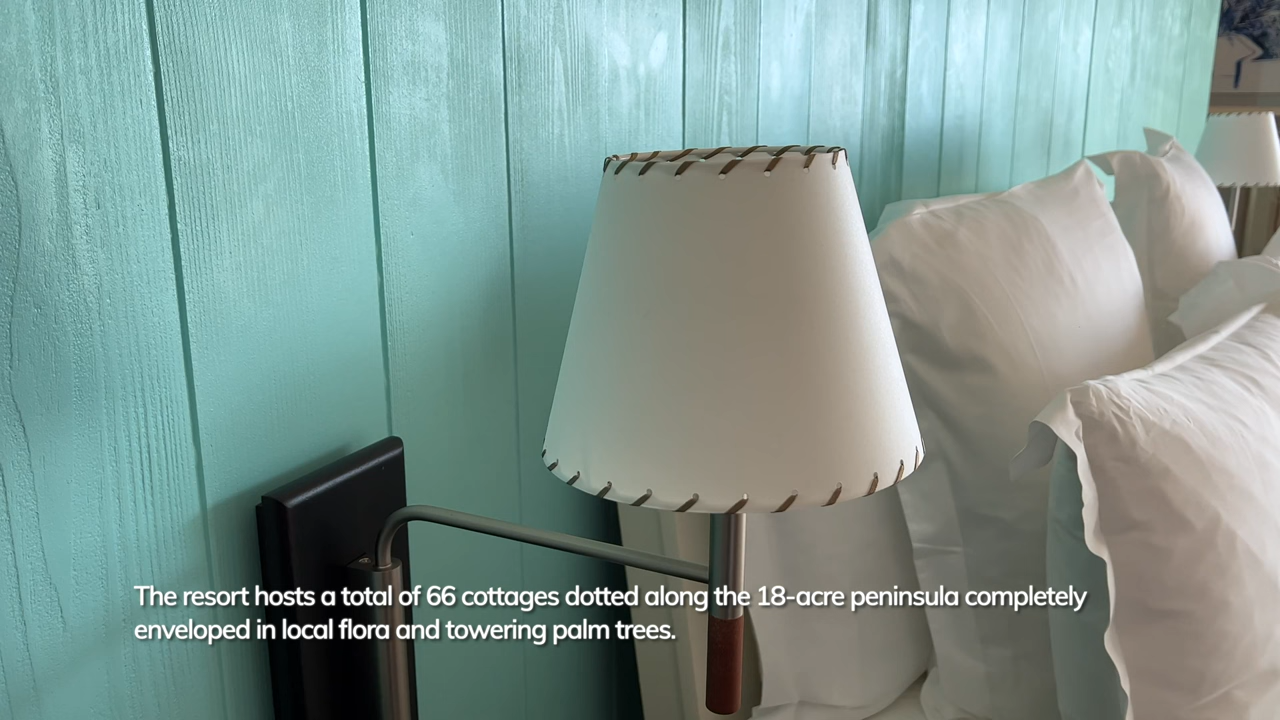 The resort hosts a total of 66 cottages dotted along the 18-acre peninsula completely
enveloped in local flora and towering palm trees.